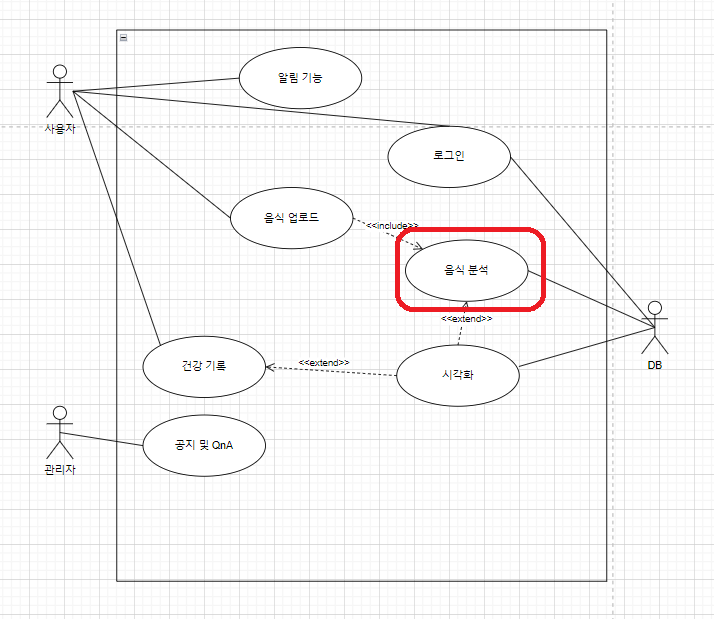 알림 기능
사용자
로그인
음식 업로드
<<include>>
음식 분석
<<extend>>
DB
건강 기록
<<extend>>
시각화
공지 및 QnA
관리자